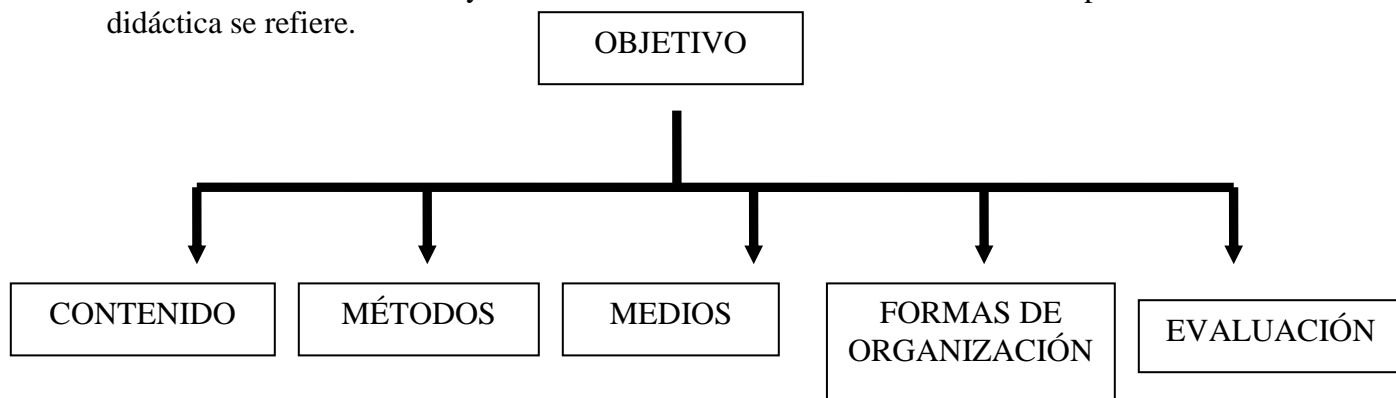 didáctica se refiere.
OBJETIVO
CONTENIDO
MÉTODOS
MEDIOS
FORMAS DE
ORGANIZACIÓN
EVALUACIÓN